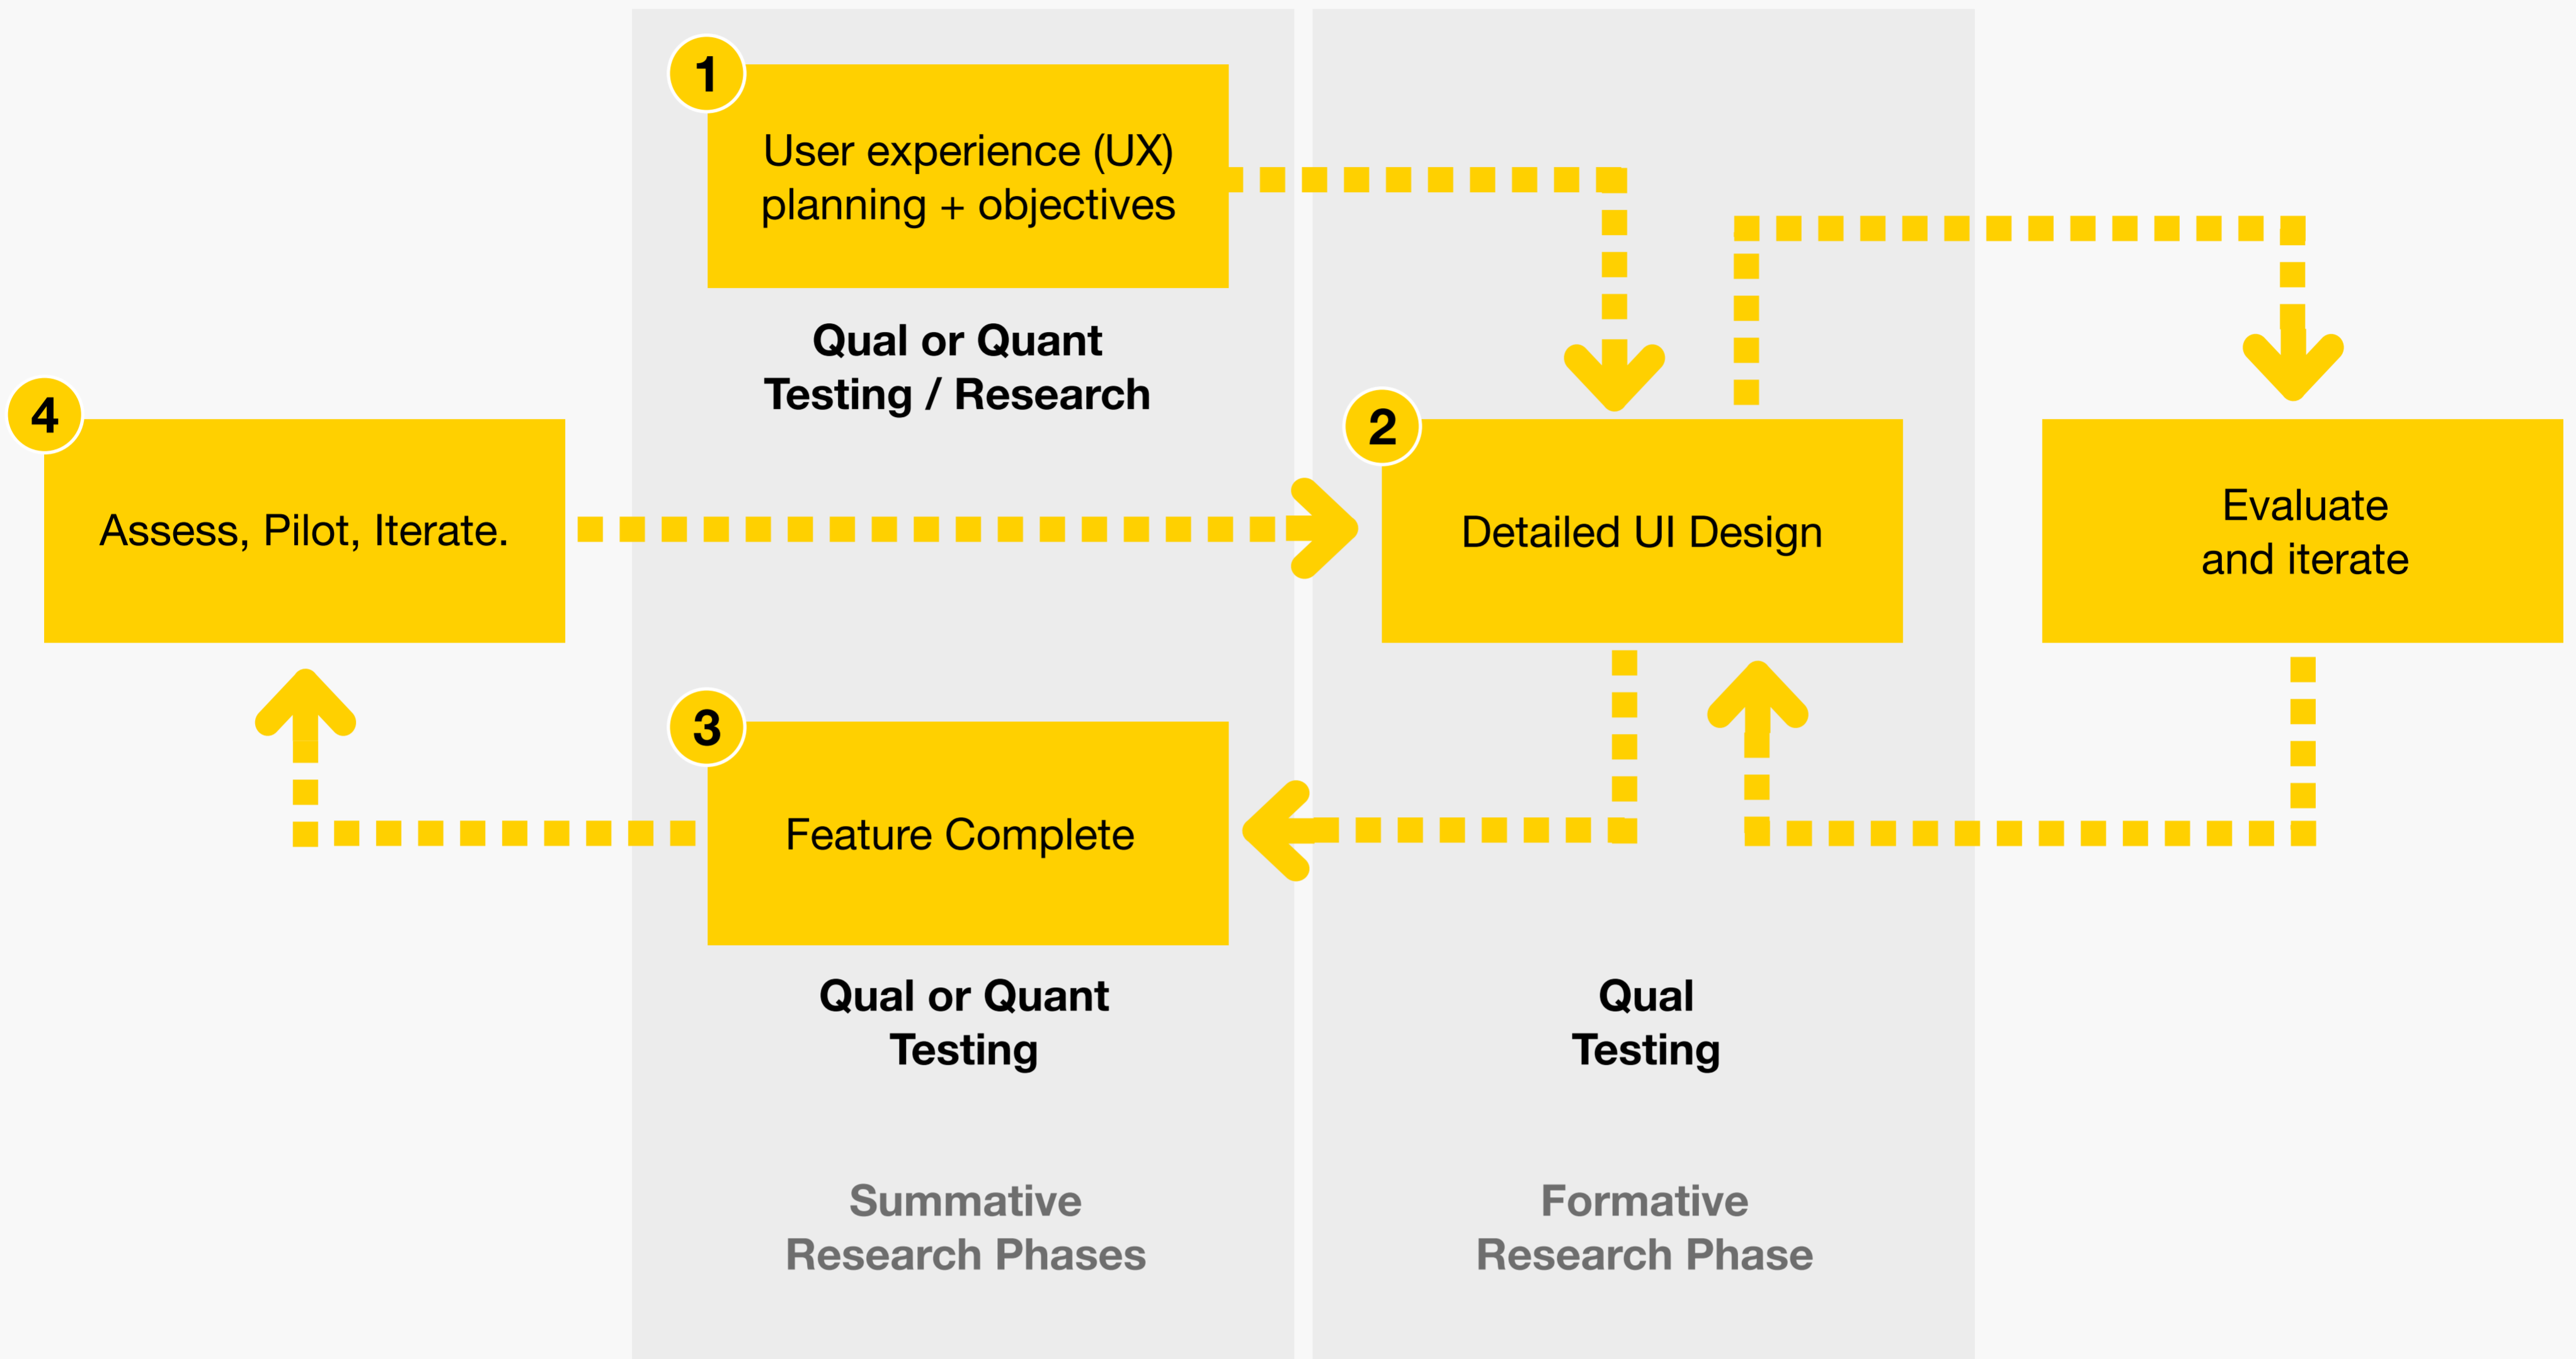 1
User experience (UX)
planning + objectives
Qual or Quant
Testing / Research
4
Assess, Pilot, Iterate.
2
Detailed UI Design
Evaluate
and iterate
3
Feature Complete
Qual or Quant
Testing
Qual
Testing
Summative
Research Phases
Formative
Research Phase